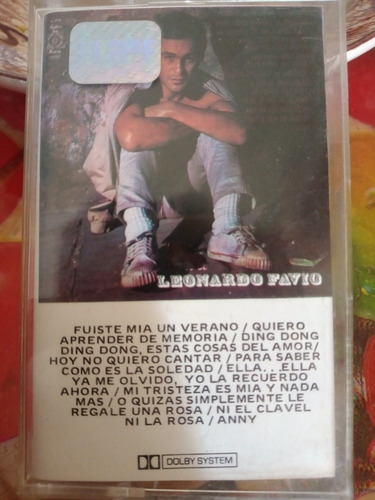 LEONARDO FAVIO
FUISTE MIA UN VERANO / QUIERO
APRENDER DE MEMORIA / DING DONG
DING DONG, ESTAS COSAS DEL AMOR/
HOY NO QUIERO CANTAR / PARA SABER
COMO ES LA SOLEDAD / ELLA...ELLA
YA ME OLVIDO, YO LA RECUERDO
AHORA / MI TRISTEZA ES MIA Y NADA
MAS / O QUIZAS SIMPLEMENTE LE
REGALE UNA ROSA / NI EL CLAVEL
NI LA ROSA / ANNY
DOLBY SYSTEM